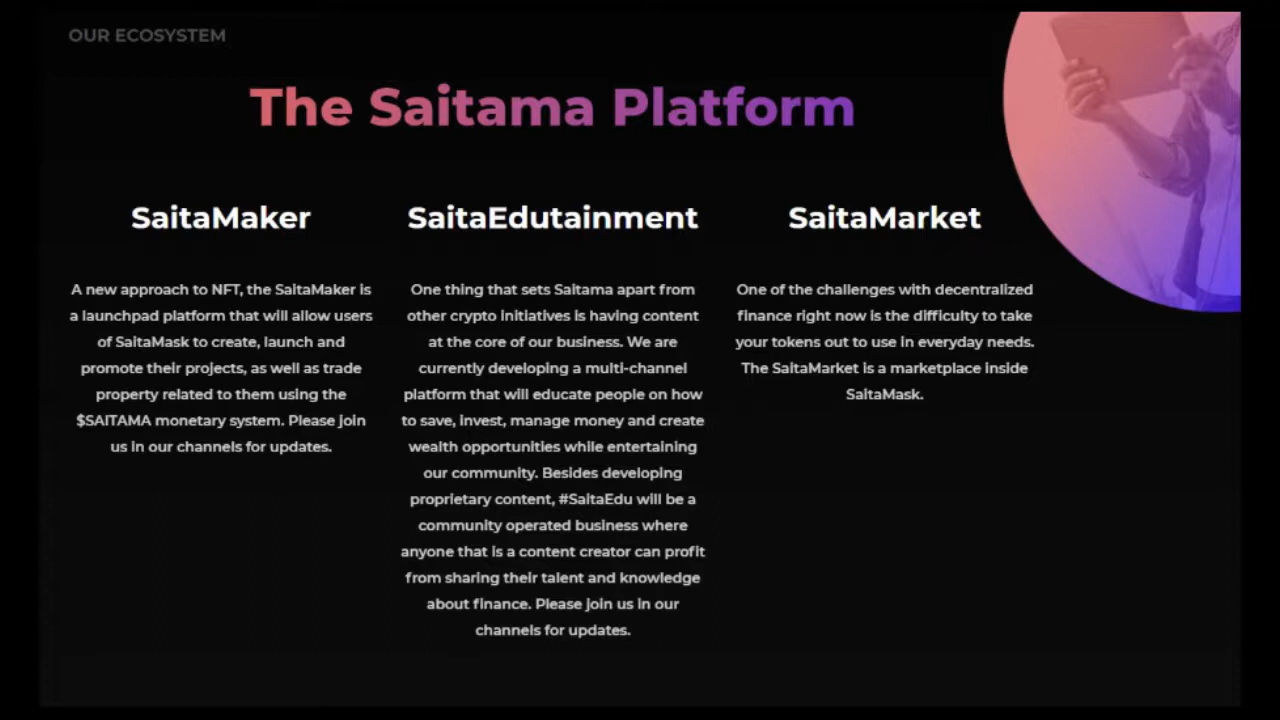 OUR ECOSYSTEM
The Saitama Platform
SaitaMaker
A new approach to NFT, the SaitaMaker is
a launchpad platform that will allow users
of SaitaMask to create, launch and
promote their projects, as well as trade
property related to them using the
$SAITAMA monetary system. Please join
us in our channels for updates.
SaitaEdutainment
One thing that sets Saitama apart from
other crypto initiatives is having content
at the core of our business. We are
currently developing a multi-channel
platform that will educate people on how
to save, invest, manage money and create
wealth opportunities while entertaining
our community. Besides developing
proprietary content, #SaitaEdu will be a
community operated business where
anyone that is a content creator can profit
from sharing their talent and knowledge
about finance. Please join us in our
channels for updates.
SaitaMarket
One of the challenges with decentralized
finance right now is the difficulty to take
your tokens out to use in everyday needs.
The SaitaMarket is a marketplace inside
SaitaMask.